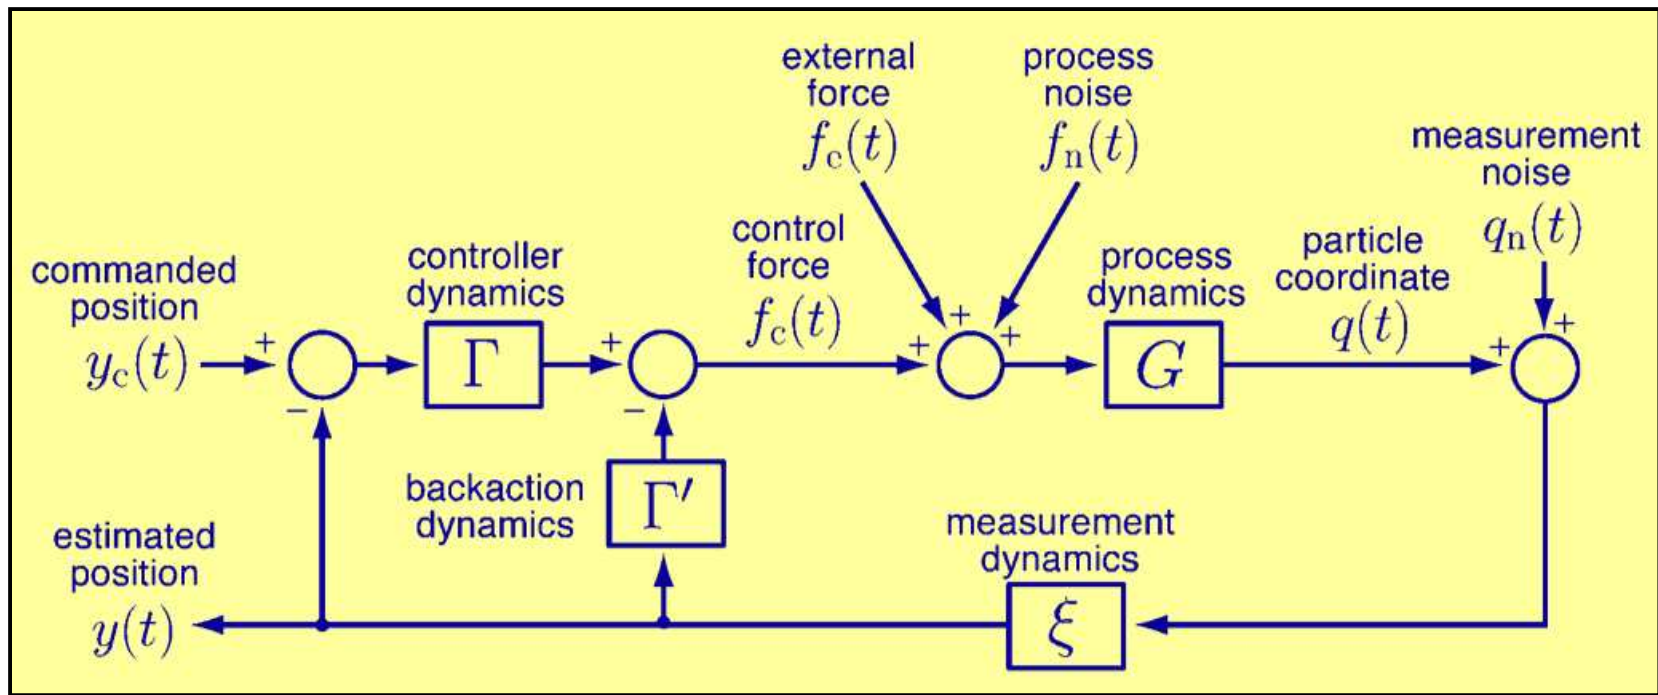 external
force
f_c(t)
process
noise
f_n(t)
measurement
noise
q_n(t)
commanded
position
y_c(t)
controller
dynamics
Γ
control
force
f_c(t)
process
dynamics
G
particle
coordinate
q(t)
+
−
+
−
+
+
+
+
+
backaction
dynamics
Γ′
estimated
position
y(t)
measurement
dynamics
ξ